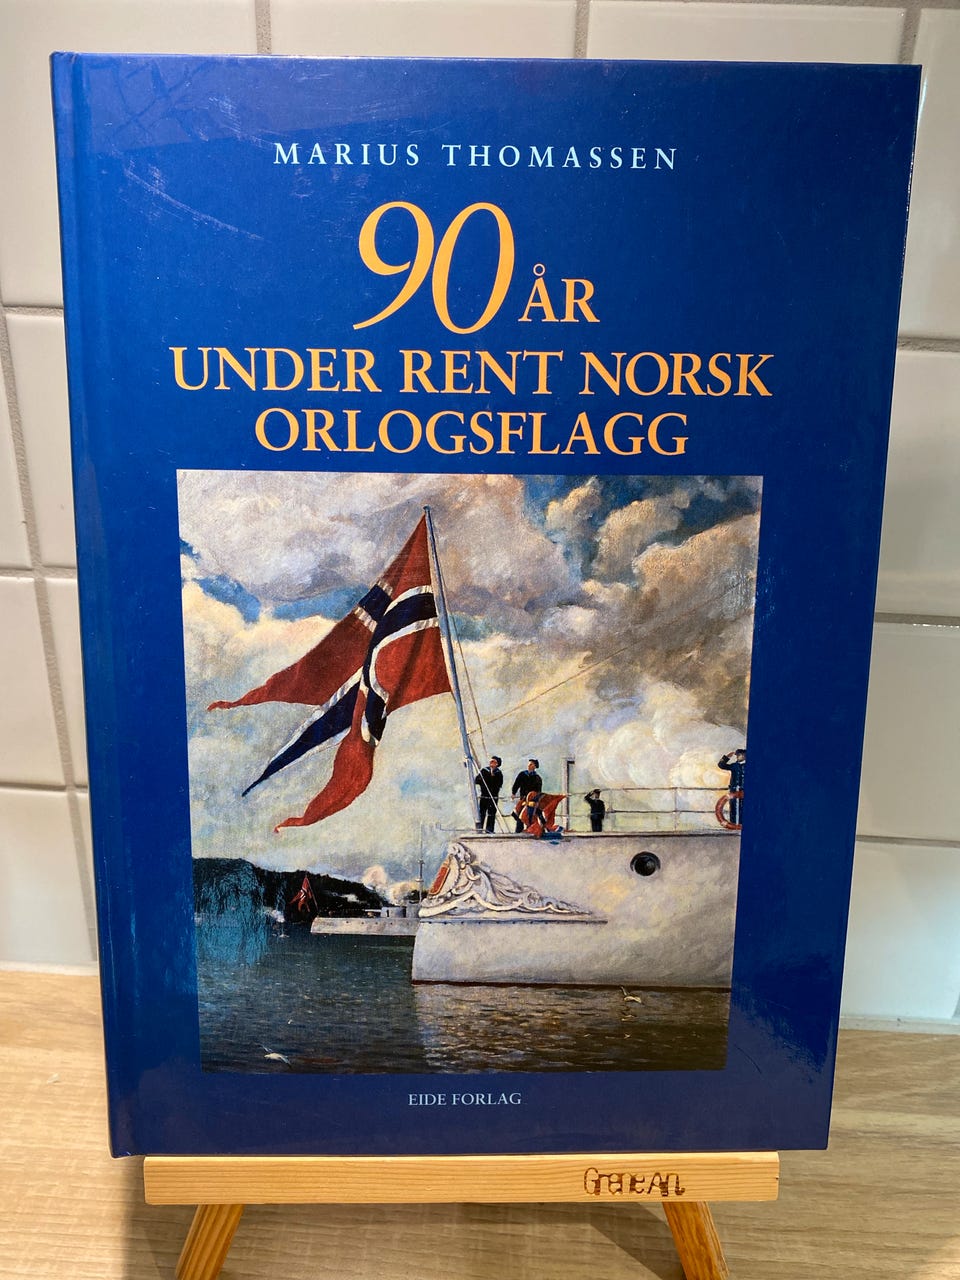 MARIUS THOMASSEN
90 ÅR
UNDER RENT NORSK
ORLOGSFLAGG
EIDE FORLAG